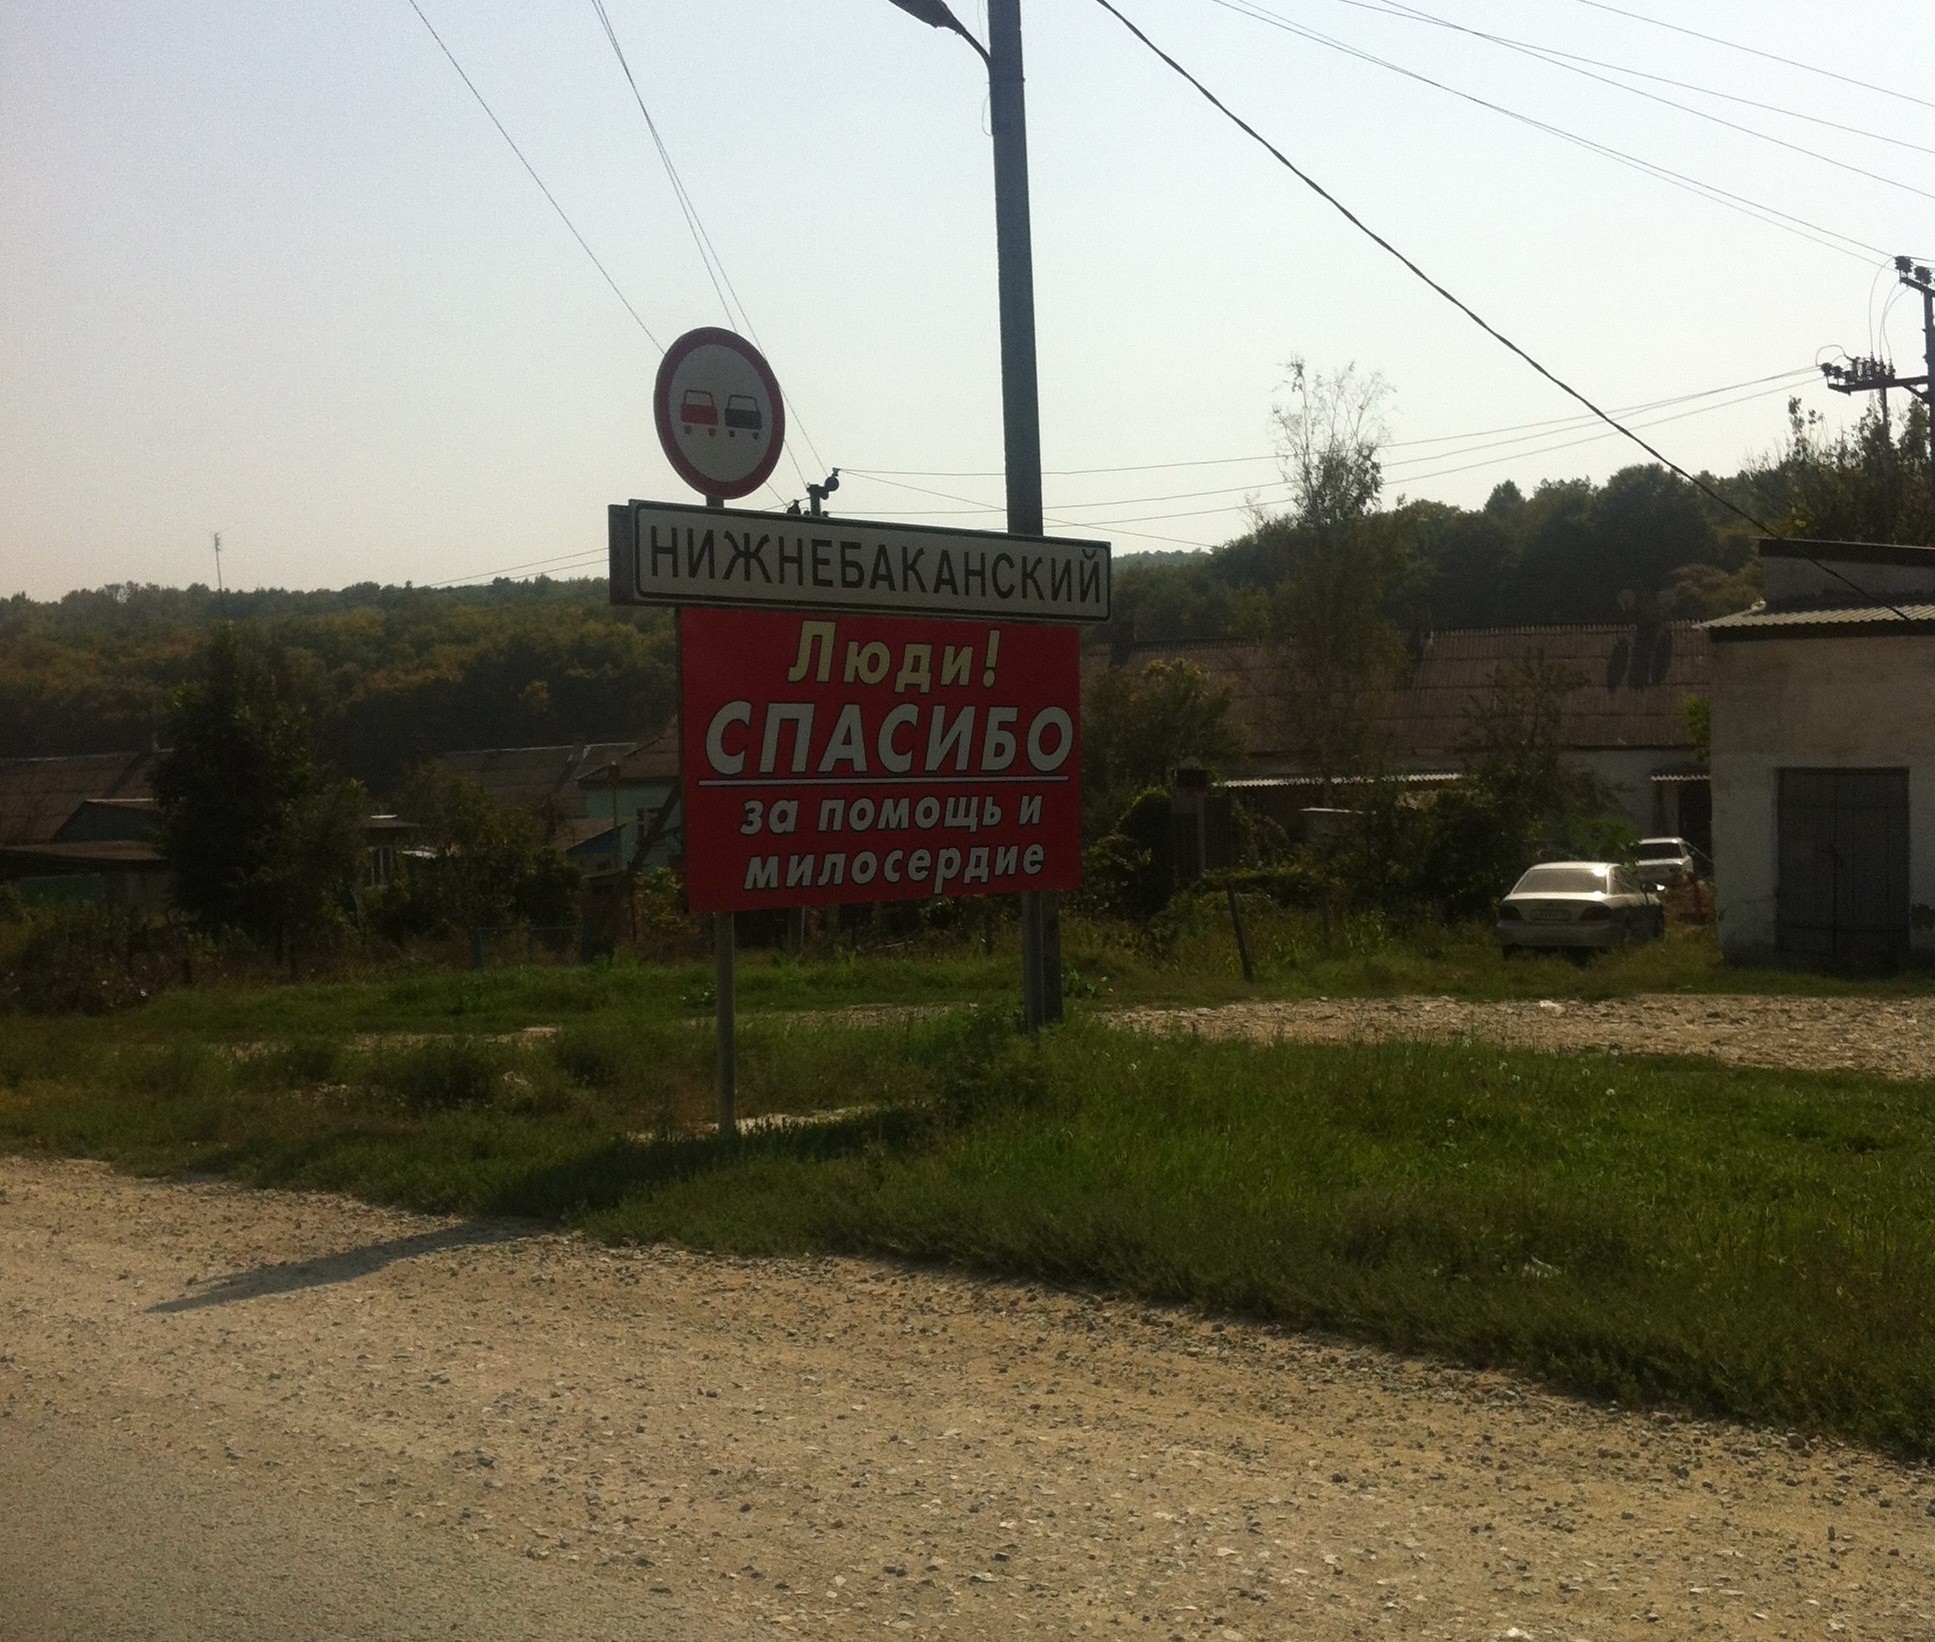 НИЖНЕБАКАНСКИЙ
Люди!
СПАСИБО
за помощь и
милосердие